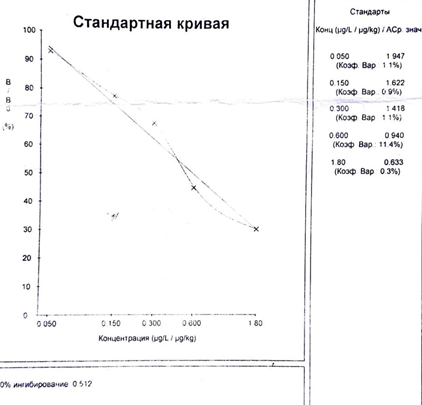 Стандартная кривая
100
90
80
70
60
50
40
30
20
10
0
B
B
(%)
0.050
0.150
0.300
0.600
1.80
Концентрация (µg/L / µg/kg)
0% ингибирование 0.512
Стандарты
Конц (µg/L / µg/kg) / АСр. знач
0.050 1.947
(Коэф Вар 1.1%)
0.150 1.622
(Коэф Вар. 0.9%)
0.300 1.418
(Коэф Вар 1.1%)
0.600 0.940
(Коэф Вар.: 11.4%)
1.80 0.633
(Коэф Вар 0.3%)